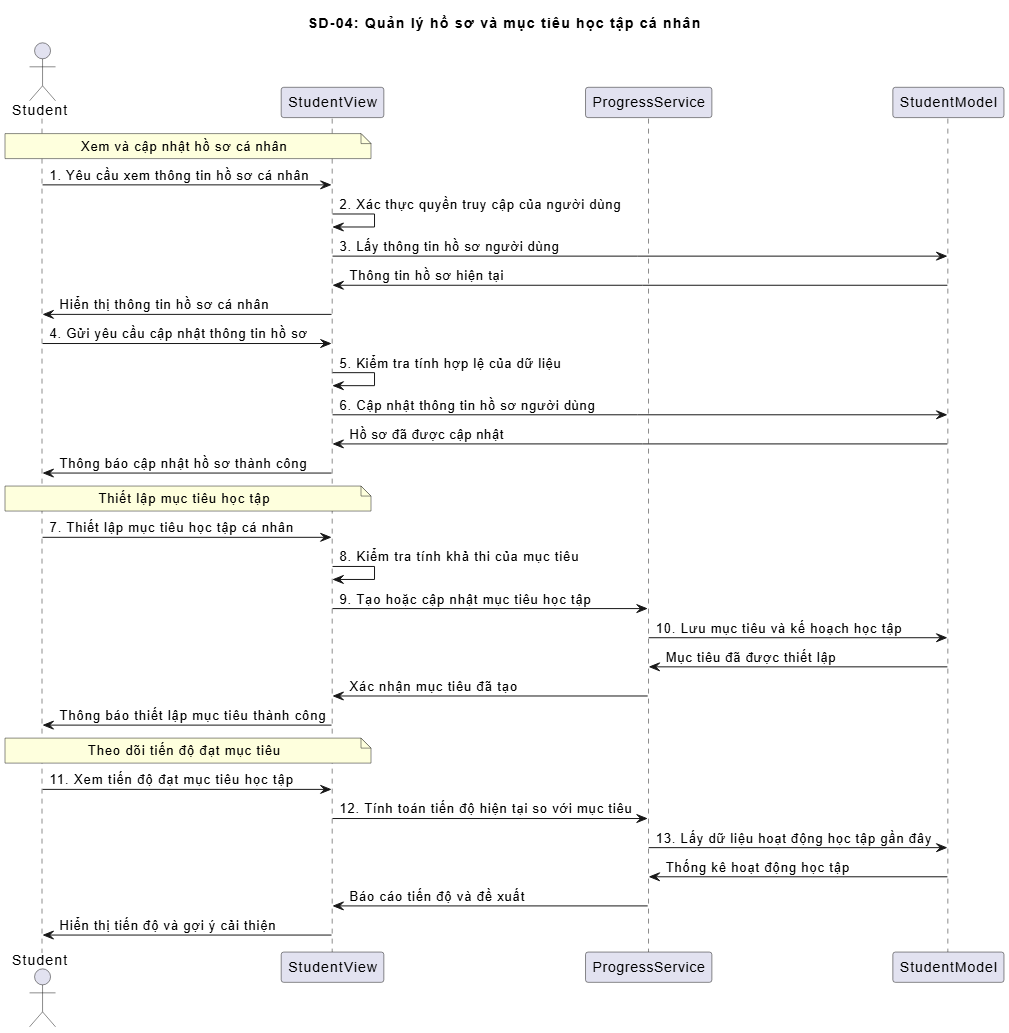 SD-04: Quản lý hồ sơ và mục tiêu học tập cá nhân
Student
StudentView
ProgressService
StudentModel
Xem và cập nhật hồ sơ cá nhân
1. Yêu cầu xem thông tin hồ sơ cá nhân
2. Xác thực quyền truy cập của người dùng
3. Lấy thông tin hồ sơ người dùng
Thông tin hồ sơ hiện tại
Hiển thị thông tin hồ sơ cá nhân
4. Gửi yêu cầu cập nhật thông tin hồ sơ
5. Kiểm tra tính hợp lệ của dữ liệu
6. Cập nhật thông tin hồ sơ người dùng
Hồ sơ đã được cập nhật
Thông báo cập nhật hồ sơ thành công
Thiết lập mục tiêu học tập
7. Thiết lập mục tiêu học tập cá nhân
8. Kiểm tra tính khả thi của mục tiêu
9. Tạo hoặc cập nhật mục tiêu học tập
10. Lưu mục tiêu và kế hoạch học tập
Mục tiêu đã được thiết lập
Xác nhận mục tiêu đã tạo
Thông báo thiết lập mục tiêu thành công
Theo dõi tiến độ đạt mục tiêu
11. Xem tiến độ đạt mục tiêu học tập
12. Tính toán tiến độ hiện tại so với mục tiêu
13. Lấy dữ liệu hoạt động học tập gần đây
Thống kê hoạt động học tập
Báo cáo tiến độ và đề xuất
Hiển thị tiến độ và gợi ý cải thiện
Student
StudentView
ProgressService
StudentModel